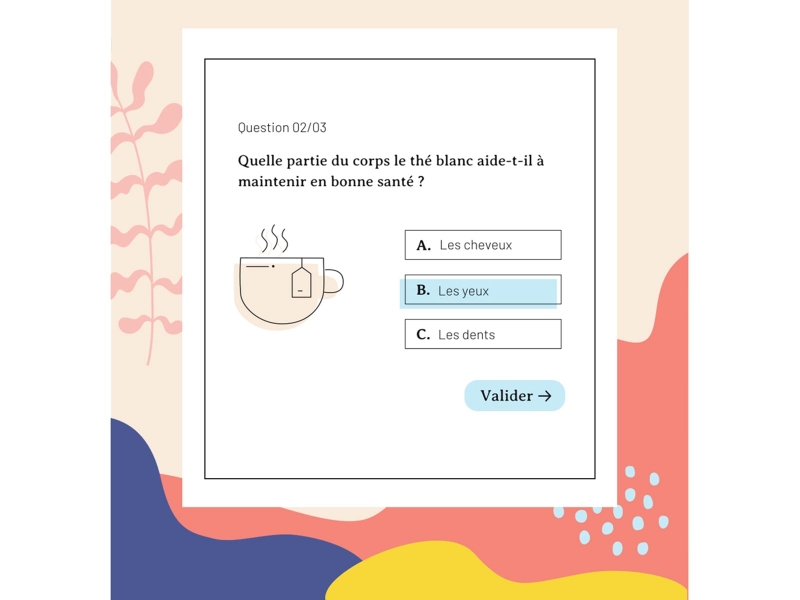 Question 02/03
Quelle partie du corps le thé blanc aide-t-il à
maintenir en bonne santé ?
A. Les cheveux
B. Les yeux
C. Les dents
Valider →